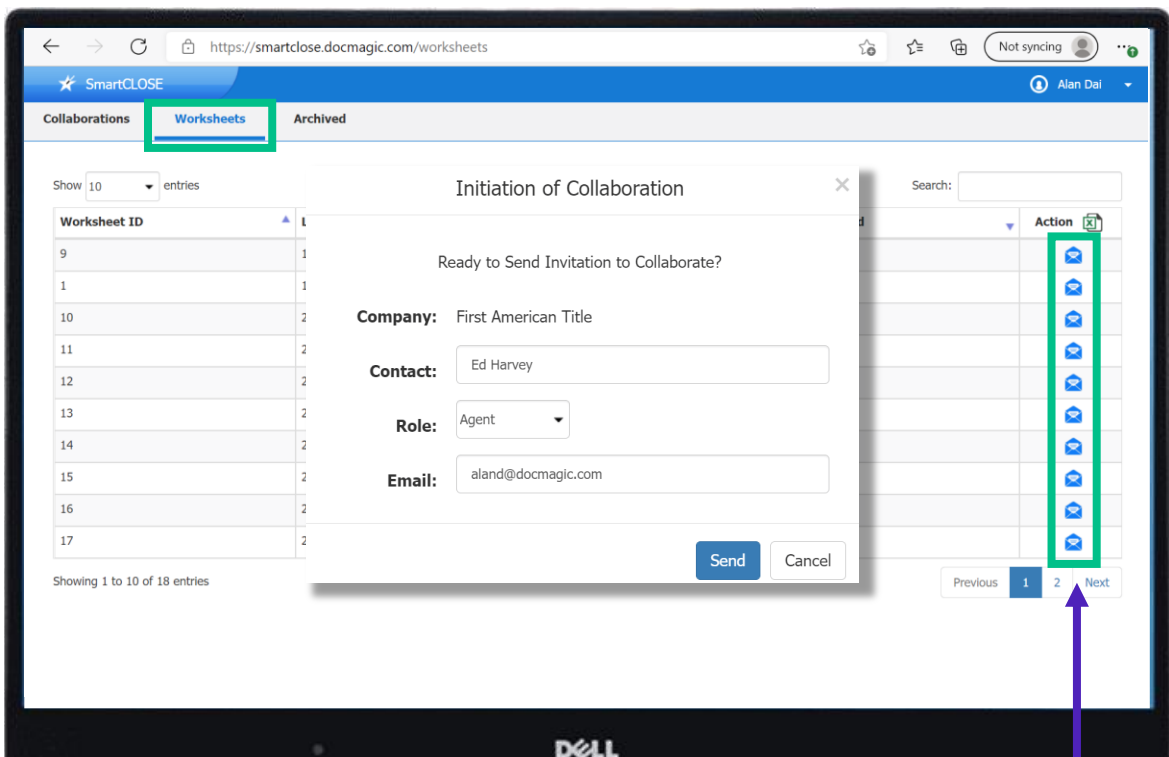 https://smartclose.docmagic.com/worksheets
Not syncing
SmartCLOSE
Alan Dai
Collaborations Worksheets Archived
Show 10 entries
Search:
Initiation of Collaboration
Worksheet ID
Action
Ready to Send Invitation to Collaborate?
9
1
10
11
12
13
14
15
16
17
Company: First American Title
Contact: Ed Harvey
Role: Agent
Email: aland@docmagic.com
Send Cancel
Showing 1 to 10 of 18 entries
Previous 1 2 Next
DELL